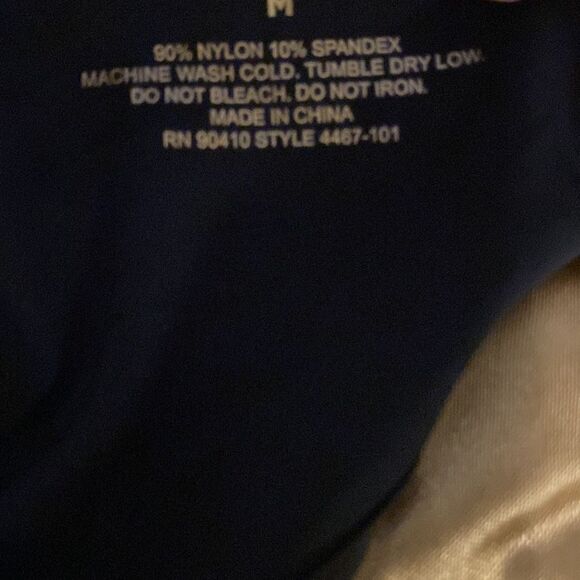 M
90% NYLON 10% SPANDEX
MACHINE WASH COLD. TUMBLE DRY LOW.
DO NOT BLEACH. DO NOT IRON.
MADE IN CHINA
RN 90410 STYLE 4467-101